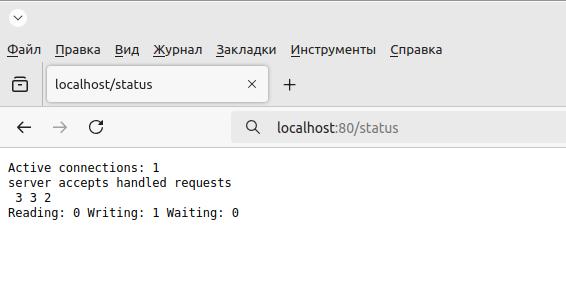 Файл Правка Вид Журнал Закладки Инструменты Справка
localhost/status
localhost:80/status
Active connections: 1
server accepts handled requests
3 3 2
Reading: 0 Writing: 1 Waiting: 0